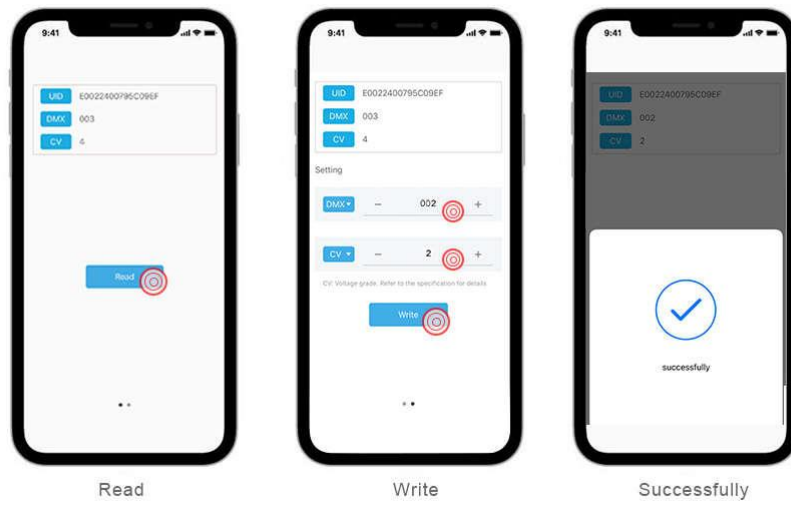 9:41
UID E0022400795C09EF
DMX 003
CV 4
Read
Read
9:41
UID E0022400795C09EF
DMX 003
CV 4
Setting
DMX − 002 +
CV − 2 +
CV: Voltage grade. Refer to the specification for details
Write
Write
9:41
UID E0022400795C09EF
DMX 002
CV 2
successfully
Successfully